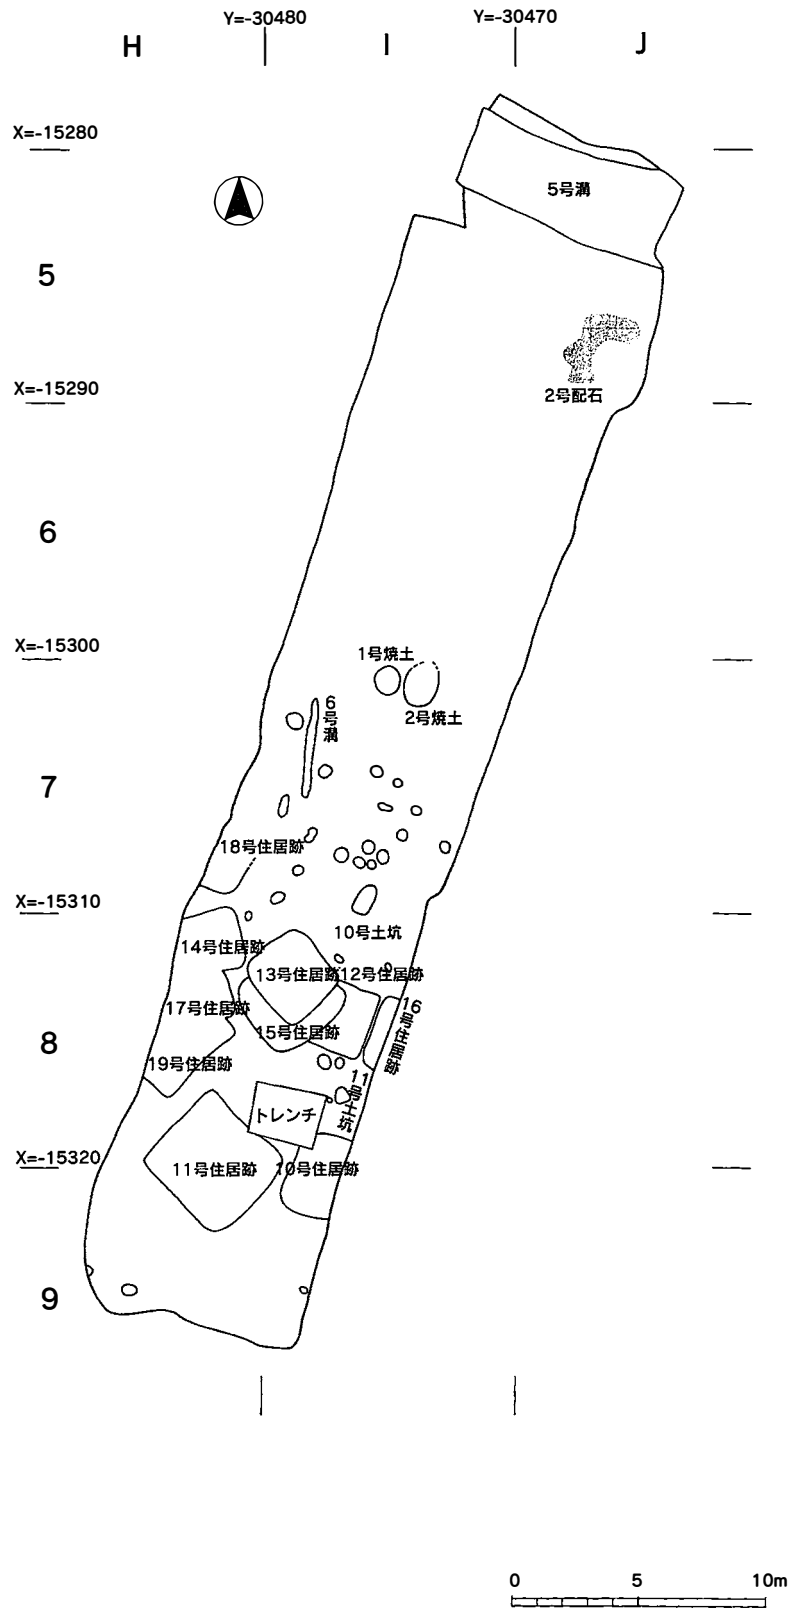 Y=-30480
Y=-30470
H
I
J
X=-15280
5号溝
5
X=-15290
2号配石
6
X=-15300
1号焼土
2号焼土
6号溝
7
18号住居跡
X=-15310
10号土坑
14号住居跡
13号住居跡
12号住居跡
17号住居跡
16号住居跡
15号住居跡
8
19号住居跡
11号土坑
トレンチ
X=-15320
11号住居跡
10号住居跡
9
0 5 10m